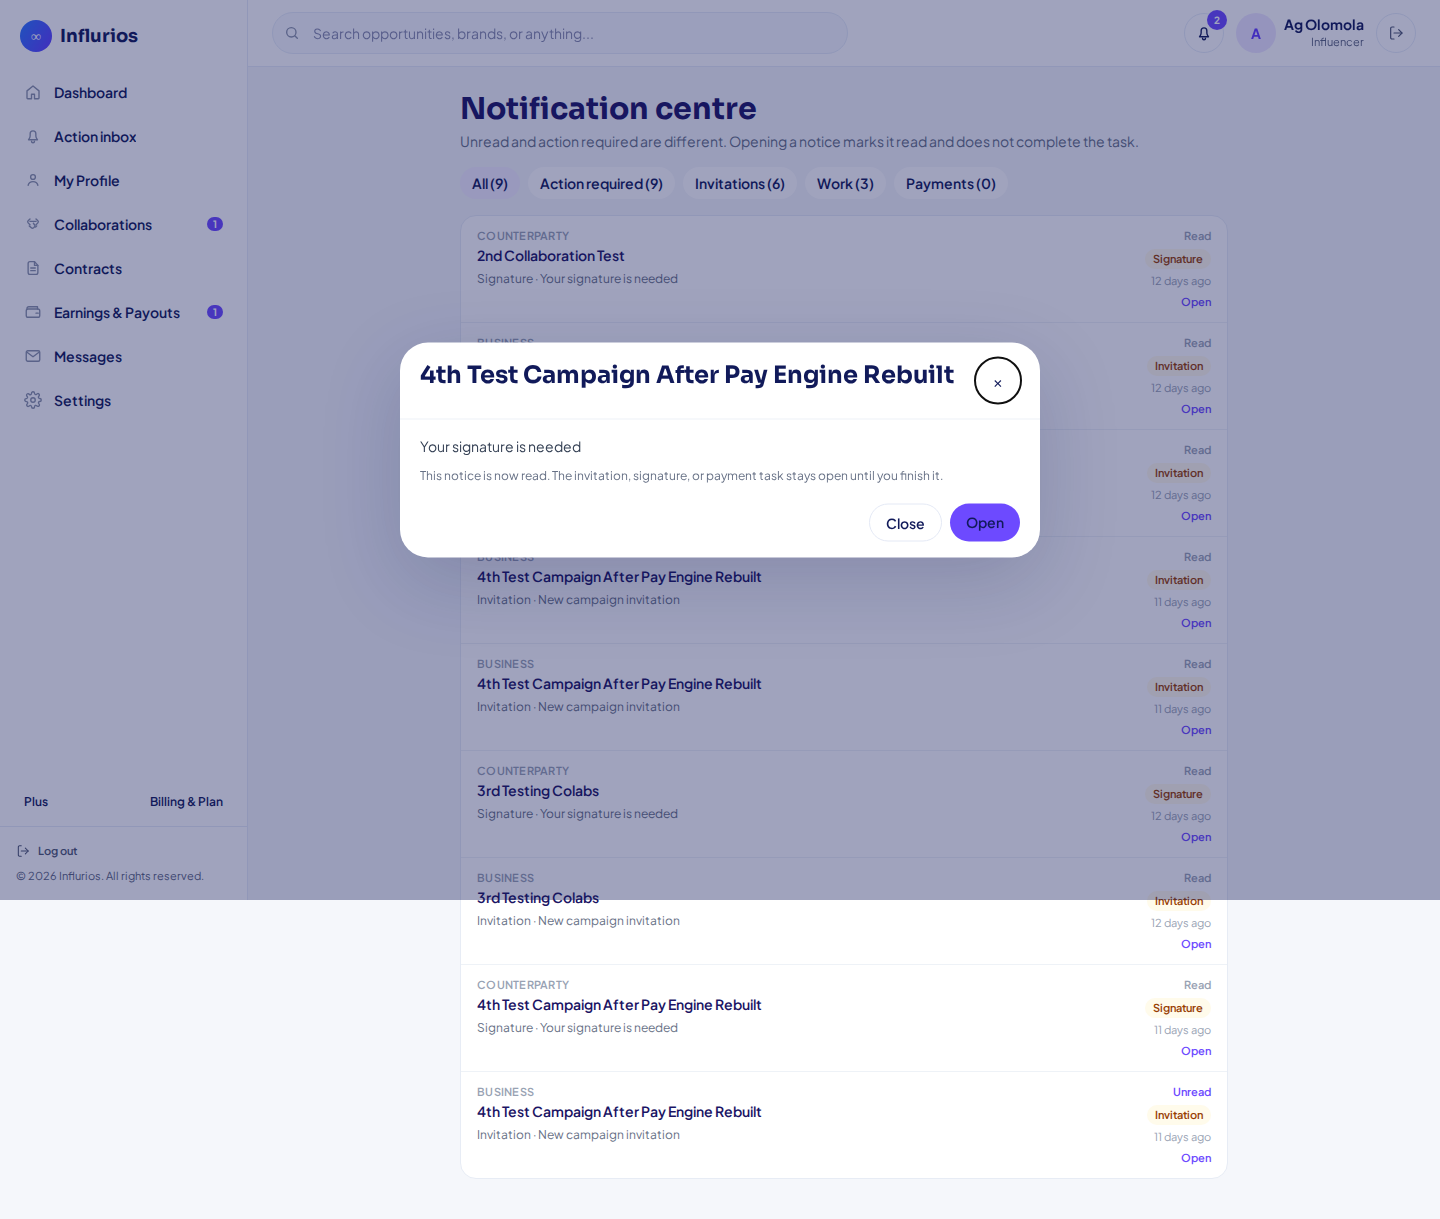 ∞ Influrios
Search opportunities, brands, or anything...
2
A
Ag Olomola
Influencer
Dashboard
Action inbox
My Profile
Collaborations 1
Contracts
Earnings & Payouts 1
Messages
Settings
Plus Billing & Plan
Log out
© 2026 Influrios. All rights reserved.
Notification centre
Unread and action required are different. Opening a notice marks it read and does not complete the task.
All (9) Action required (9) Invitations (6) Work (3) Payments (0)
COUNTERPARTY Read
2nd Collaboration Test Signature
Signature · Your signature is needed 12 days ago
Open
BUSINESS Read
Invitation
12 days ago
Open
Read
Invitation
12 days ago
Open
4th Test Campaign After Pay Engine Rebuilt ×
Your signature is needed
This notice is now read. The invitation, signature, or payment task stays open until you finish it.
Close Open
BUSINESS Read
4th Test Campaign After Pay Engine Rebuilt Invitation
Invitation · New campaign invitation 11 days ago
Open
BUSINESS Read
4th Test Campaign After Pay Engine Rebuilt Invitation
Invitation · New campaign invitation 11 days ago
Open
COUNTERPARTY Read
3rd Testing Colabs Signature
Signature · Your signature is needed 12 days ago
Open
BUSINESS Read
3rd Testing Colabs Invitation
Invitation · New campaign invitation 12 days ago
Open
COUNTERPARTY Read
4th Test Campaign After Pay Engine Rebuilt Signature
Signature · Your signature is needed 11 days ago
Open
BUSINESS Unread
4th Test Campaign After Pay Engine Rebuilt Invitation
Invitation · New campaign invitation 11 days ago
Open